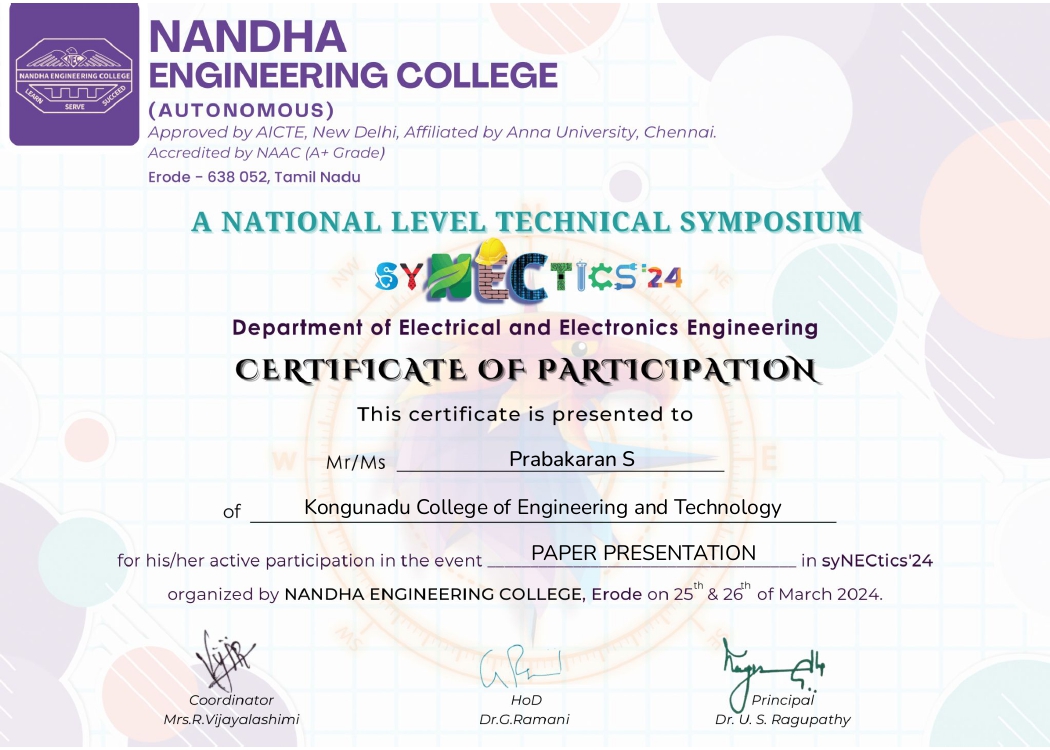 NANDHA
ENGINEERING COLLEGE
(AUTONOMOUS)
Approved by AICTE, New Delhi, Affiliated by Anna University, Chennai.
Accredited by NAAC (A+ Grade)
Erode - 638 052, Tamil Nadu
NANDHA ENGINEERING COLLEGE
LEARN
SERVE
SUCCEED
A NATIONAL LEVEL TECHNICAL SYMPOSIUM
SYNECTICS'24
Department of Electrical and Electronics Engineering
CERTIFICATE OF PARTICIPATION
This certificate is presented to
Mr/Ms Prabakaran S
of Kongunadu College of Engineering and Technology
for his/her active participation in the event PAPER PRESENTATION in syNECtics'24
organized by NANDHA ENGINEERING COLLEGE, Erode on 25th & 26th of March 2024.
Coordinator
Mrs.R.Vijayalashimi
HoD
Dr.G.Ramani
Principal
Dr. U. S. Ragupathy